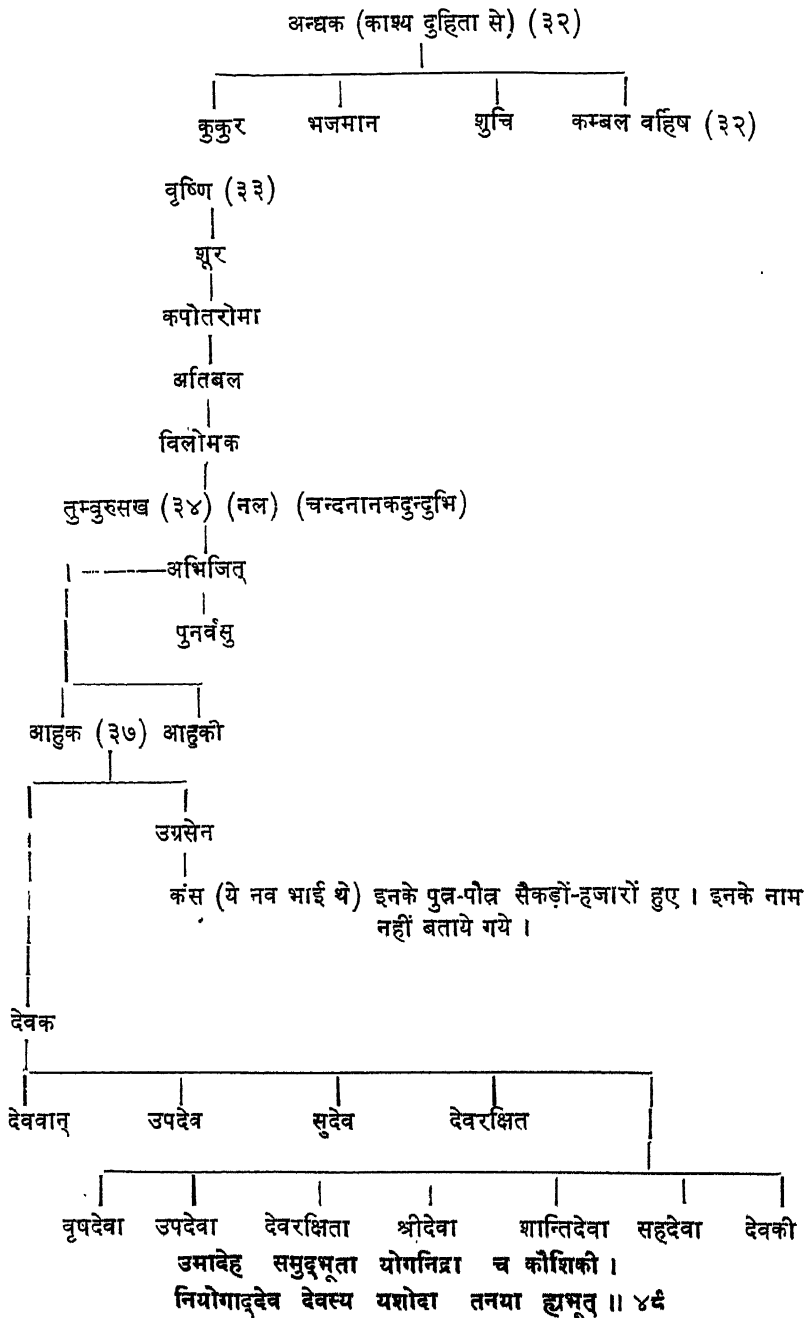 अन्धक (काश्य दुहिता से) (३२)
कुकुर भजमान शुचि कम्बल वर्हिष (३२)
वृष्णि (३३)
शूर
कपोतरोमा
अतिबल
विलोमक
तुम्वुरुसख (३४) (नल) (चन्दनानकदुन्दुभि)
अभिजित्
पुनर्वसु
आहुक (३७) आहुकी
उग्रसेन
कंस (ये नव भाई थे) इनके पुत्र-पौत्र सैकड़ों-हजारों हुए । इनके नाम
नहीं बताये गये ।
देवक
देववान् उपदेव सुदेव देवरक्षित
वृषदेवा उपदेवा देवरक्षिता श्रीदेवा शान्तिदेवा सहदेवा देवकी
उमादेह समुद्भूता योगनिद्रा च कौशिकी ।
नियोगाद्देव देवस्य यशोदा तनया ह्यभूत् ॥ ४९